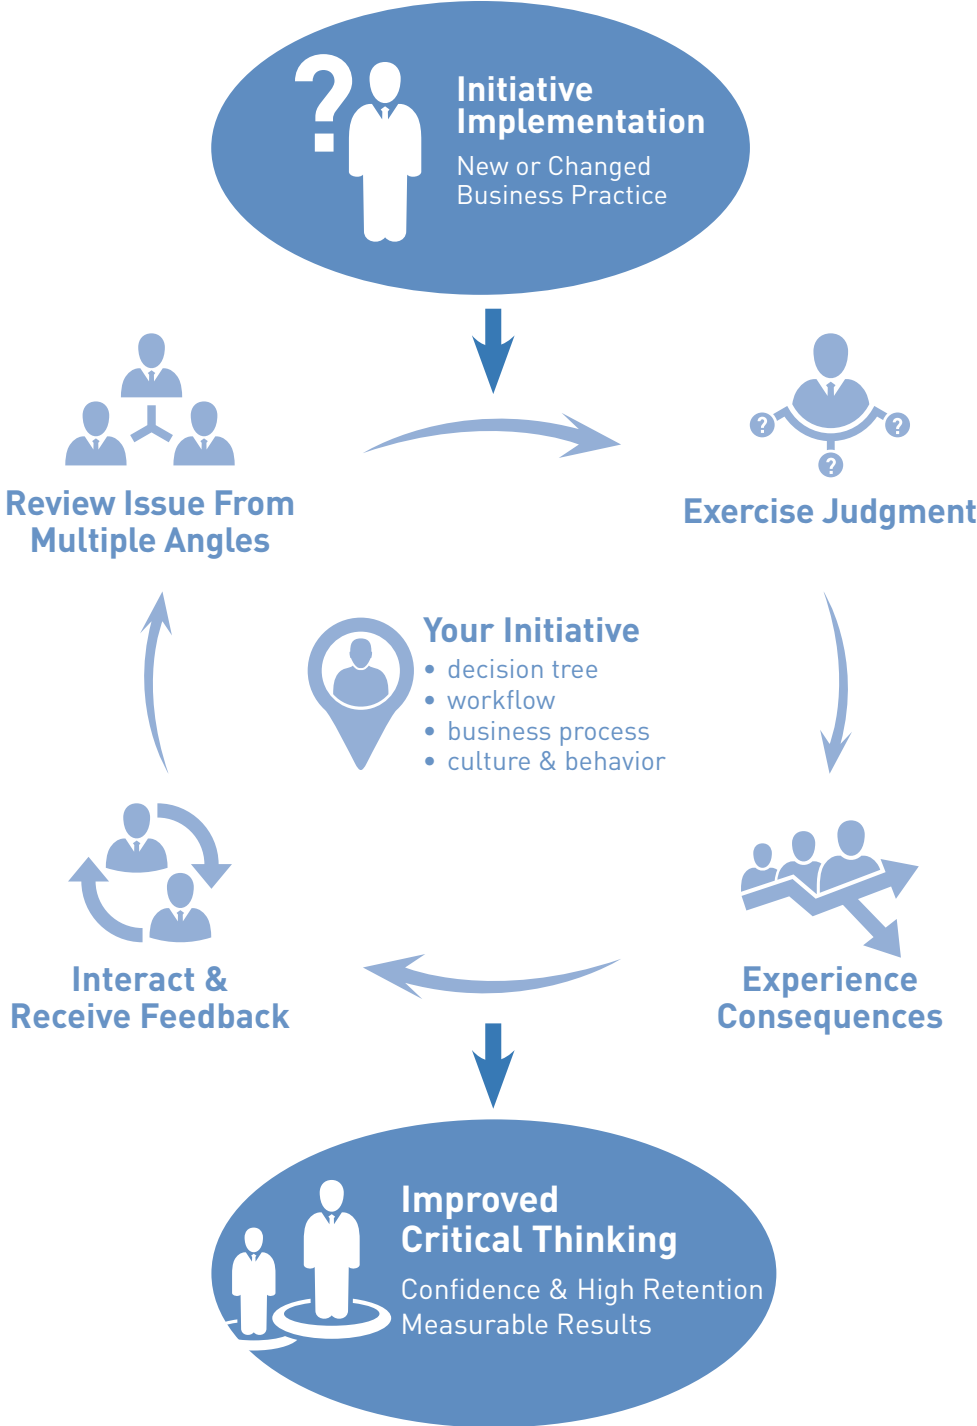 ?
Initiative
Implementation
New or Changed
Business Practice
Review Issue From
Multiple Angles
?
?
?
Exercise Judgment
Your Initiative
• decision tree
• workflow
• business process
• culture & behavior
Interact &
Receive Feedback
Experience
Consequences
Improved
Critical Thinking
Confidence & High Retention
Measurable Results